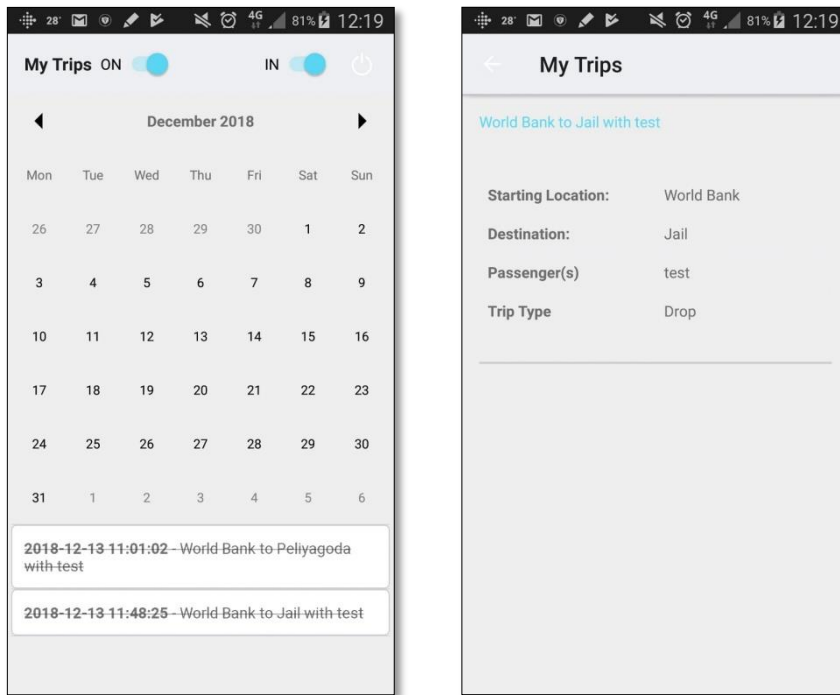 28° 4G 81% 12:19
My Trips ON IN
December 2018
Mon Tue Wed Thu Fri Sat Sun
26 27 28 29 30 1 2
3 4 5 6 7 8 9
10 11 12 13 14 15 16
17 18 19 20 21 22 23
24 25 26 27 28 29 30
31 1 2 3 4 5 6
2018-12-13 11:01:02 - World Bank to Peliyagoda
with test
2018-12-13 11:48:25 - World Bank to Jail with test
28° 4G 81% 12:19
My Trips
World Bank to Jail with test
Starting Location: World Bank
Destination: Jail
Passenger(s) test
Trip Type Drop